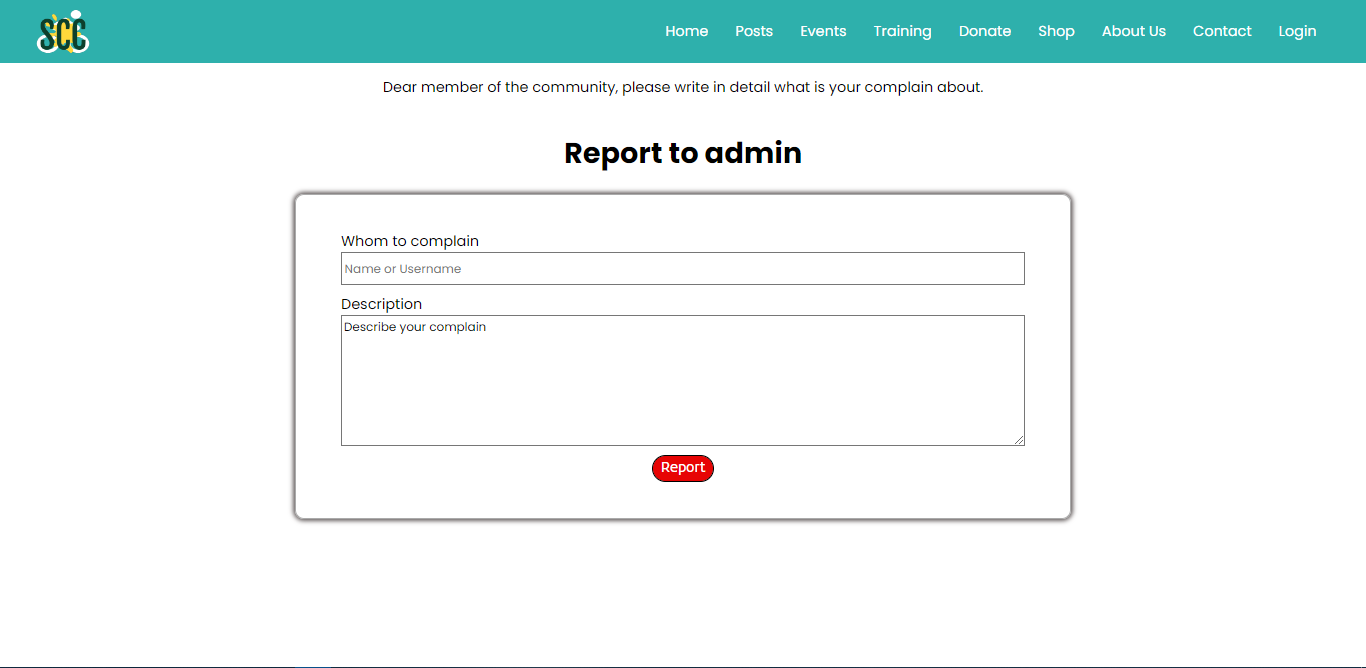 SCC
Home Posts Events Training Donate Shop About Us Contact Login
Dear member of the community, please write in detail what is your complain about.
Report to admin
Whom to complain
Name or Username
Description
Describe your complain
Report